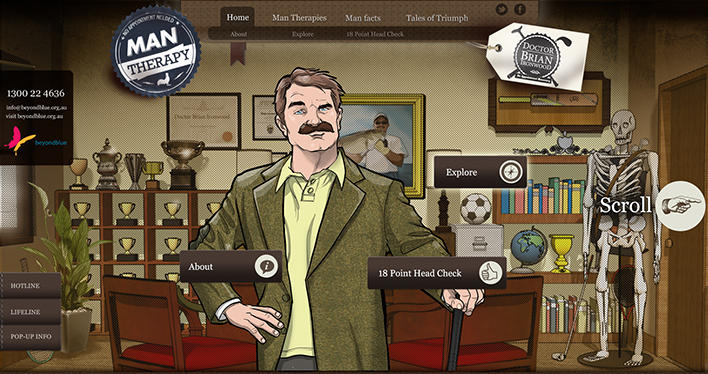 Home Man Therapies Man facts Tales of Triumph
About Explore 18 Point Head Check
NO APPOINTMENT NEEDED
MAN
THERAPY
DOCTOR
BRIAN
IRONWOOD
1300 22 4636
info@beyondblue.org.au
visit beyondblue.org.au
beyondblue
Doctor Brian Ironwood
Explore
Scroll
About
18 Point Head Check
HOTLINE
LIFELINE
POP-UP INFO